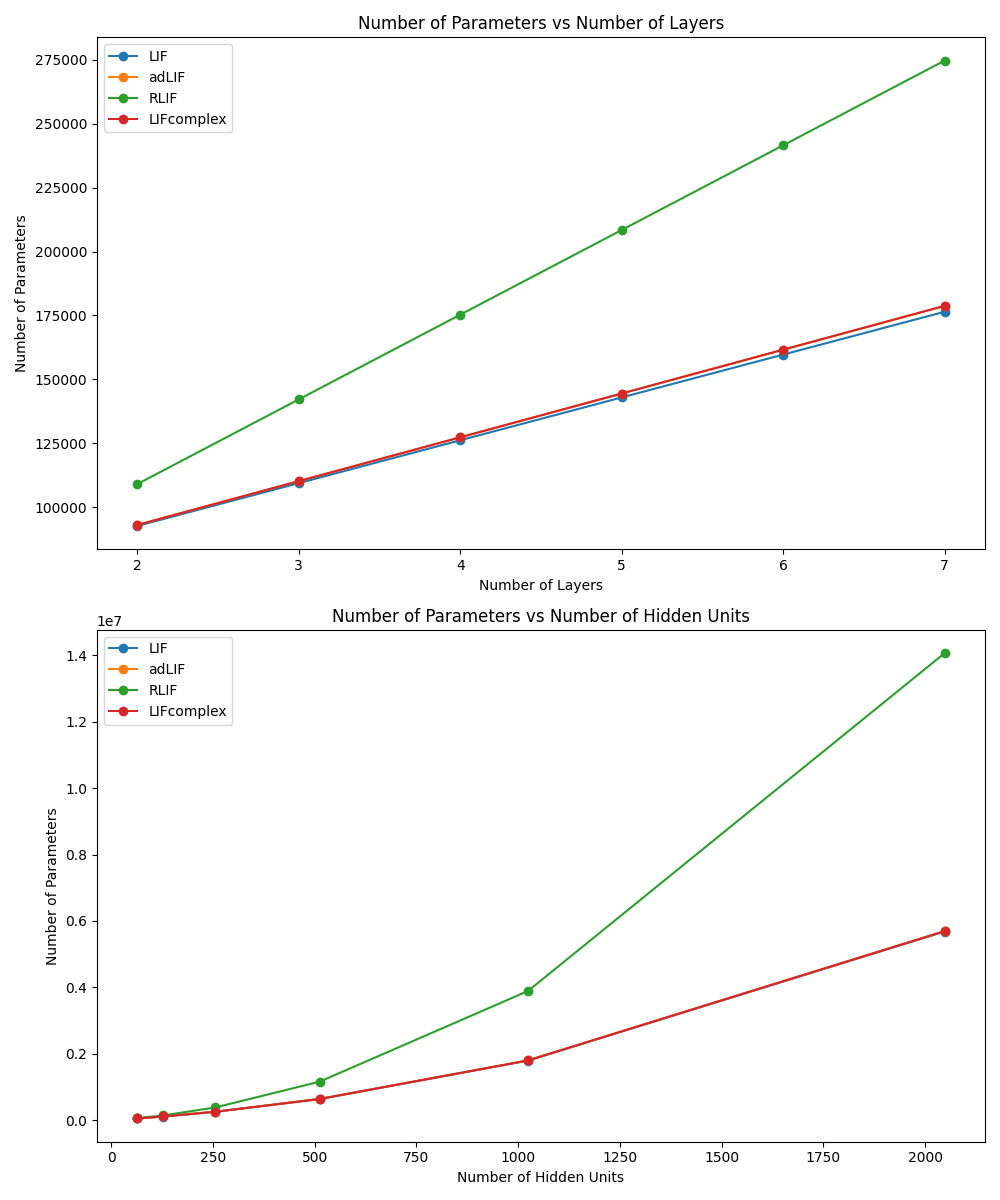 Number of Parameters vs Number of Layers
LIF
adLIF
RLIF
LIFcomplex
275000
250000
225000
200000
175000
150000
125000
100000
Number of Parameters
2 3 4 5 6 7
Number of Layers
Number of Parameters vs Number of Hidden Units
1e7
LIF
adLIF
RLIF
LIFcomplex
1.4
1.2
1.0
0.8
0.6
0.4
0.2
0.0
Number of Parameters
0 250 500 750 1000 1250 1500 1750 2000
Number of Hidden Units